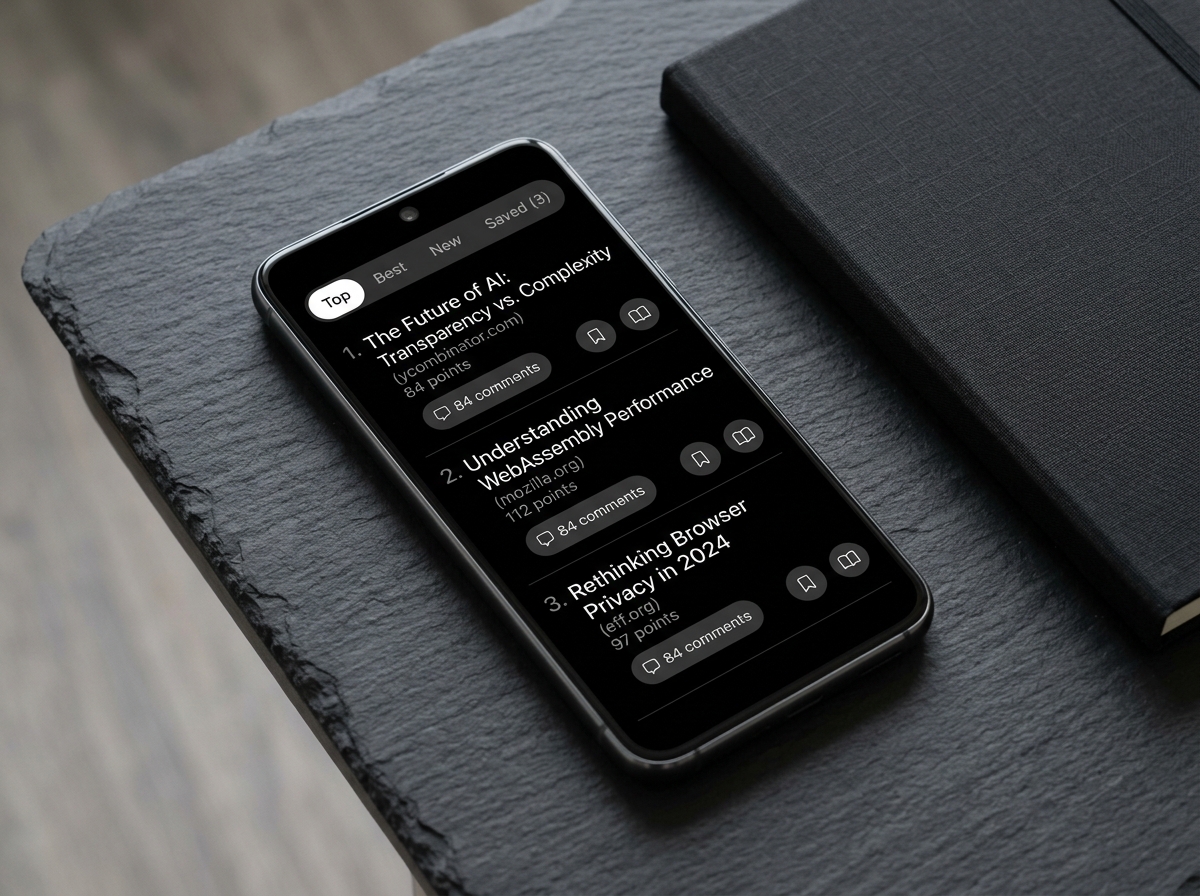 Top Best New Saved (3)
1. The Future of AI:
Transparency vs. Complexity
(ycombinator.com)
84 points
84 comments
2. Understanding
WebAssembly Performance
(mozilla.org)
112 points
84 comments
3. Rethinking Browser
Privacy in 2024
(eff.org)
97 points
84 comments